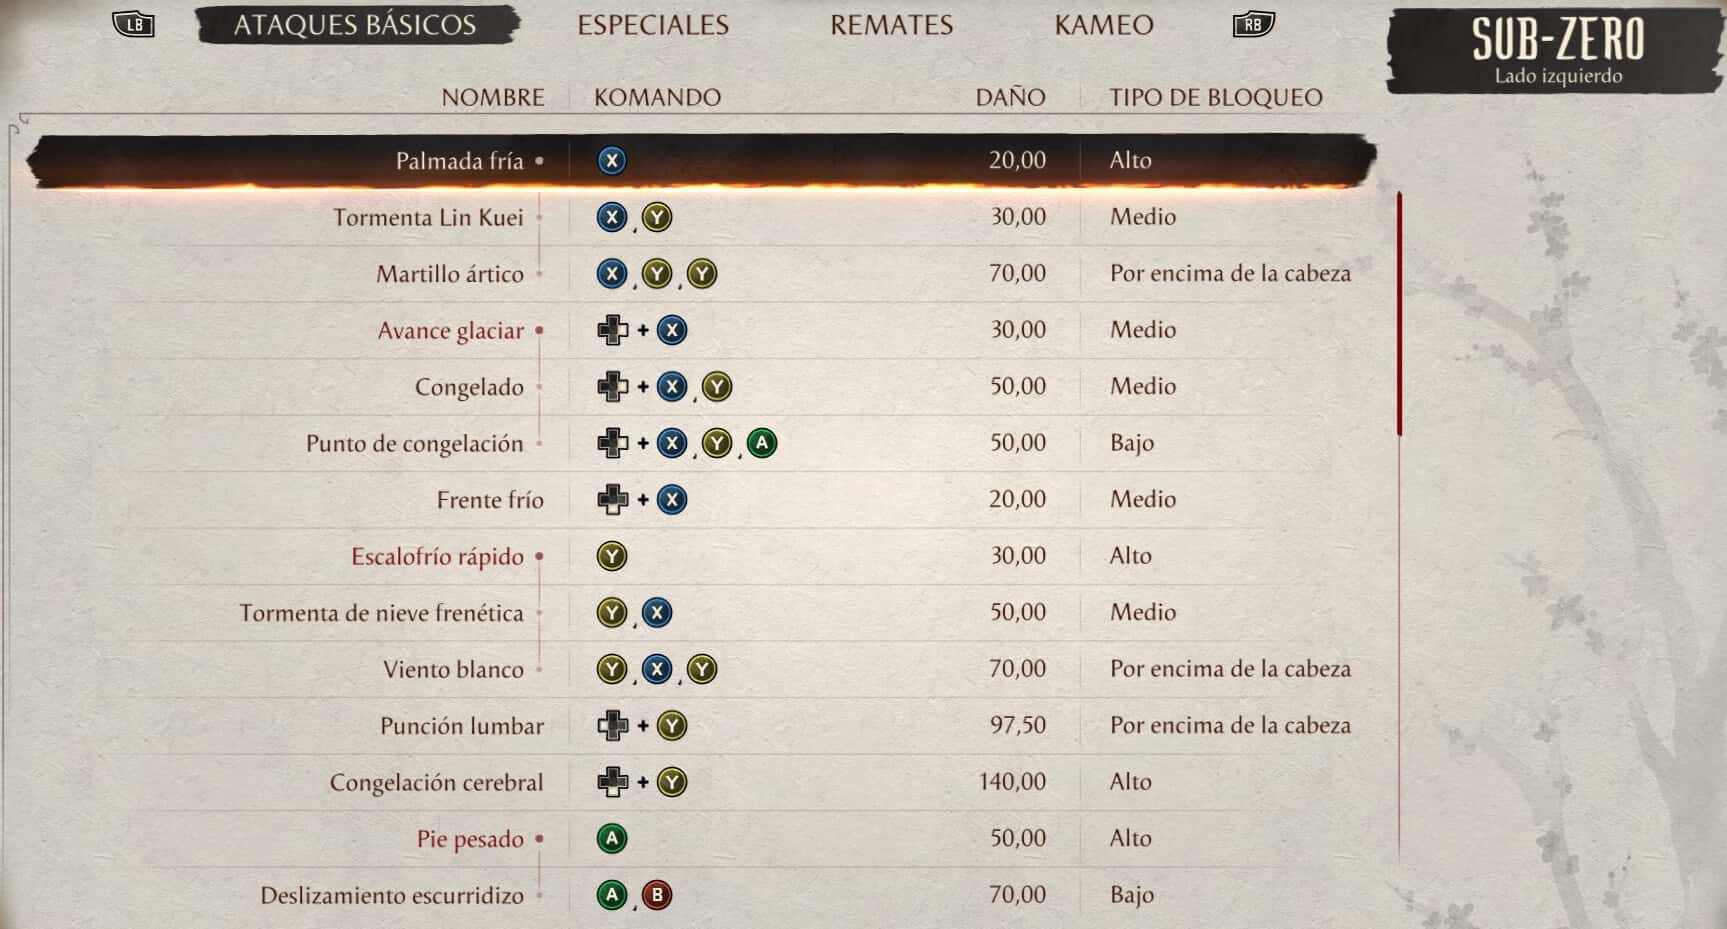 LB ATAQUES BÁSICOS ESPECIALES REMATES KAMEO RB
SUB-ZERO
Lado izquierdo
NOMBRE KOMANDO DAÑO TIPO DE BLOQUEO
Palmada fría X 20,00 Alto
Tormenta Lin Kuei X , Y 30,00 Medio
Martillo ártico X , Y , Y 70,00 Por encima de la cabeza
Avance glaciar + X 30,00 Medio
Congelado + X , Y 50,00 Medio
Punto de congelación + X , Y , A 50,00 Bajo
Frente frío + X 20,00 Medio
Escalofrío rápido Y 30,00 Alto
Tormenta de nieve frenética Y , X 50,00 Medio
Viento blanco Y , X , Y 70,00 Por encima de la cabeza
Punción lumbar + Y 97,50 Por encima de la cabeza
Congelación cerebral + Y 140,00 Alto
Pie pesado A 50,00 Alto
Deslizamiento escurridizo A , B 70,00 Bajo